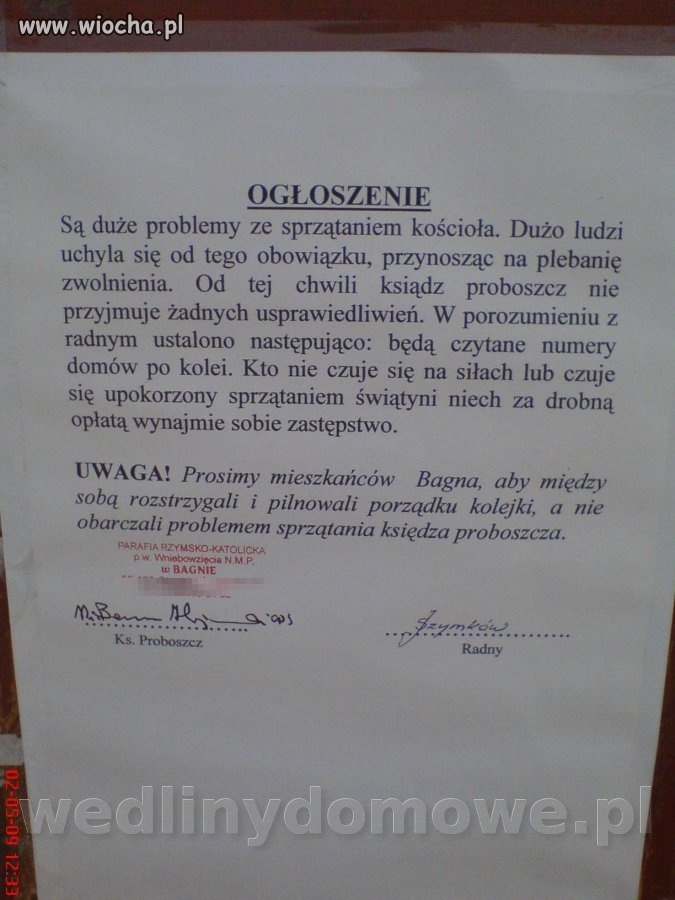 www.wiocha.pl
OGŁOSZENIE
Są duże problemy ze sprzątaniem kościoła. Dużo ludzi
uchyla się od tego obowiązku, przynosząc na plebanię
zwolnienia. Od tej chwili ksiądz proboszcz nie
przyjmuje żadnych usprawiedliwień. W porozumieniu z
radnym ustalono następująco: będą czytane numery
domów po kolei. Kto nie czuje się na siłach lub czuje
się upokorzony sprzątaniem świątyni niech za drobną
opłatą wynajmie sobie zastępstwo.
UWAGA! Prosimy mieszkańców Bagna, aby między
sobą rozstrzygali i pilnowali porządku kolejki, a nie
obarczali problemem sprzątania księdza proboszcza.
PARAFIA RZYMSKO-KATOLICKA
p.w. Wniebowzięcia N.M.P.
w BAGNIE
Ks. Proboszcz
Szymków
Radny
wedlinydomowe.pl
02-05-09 12:33